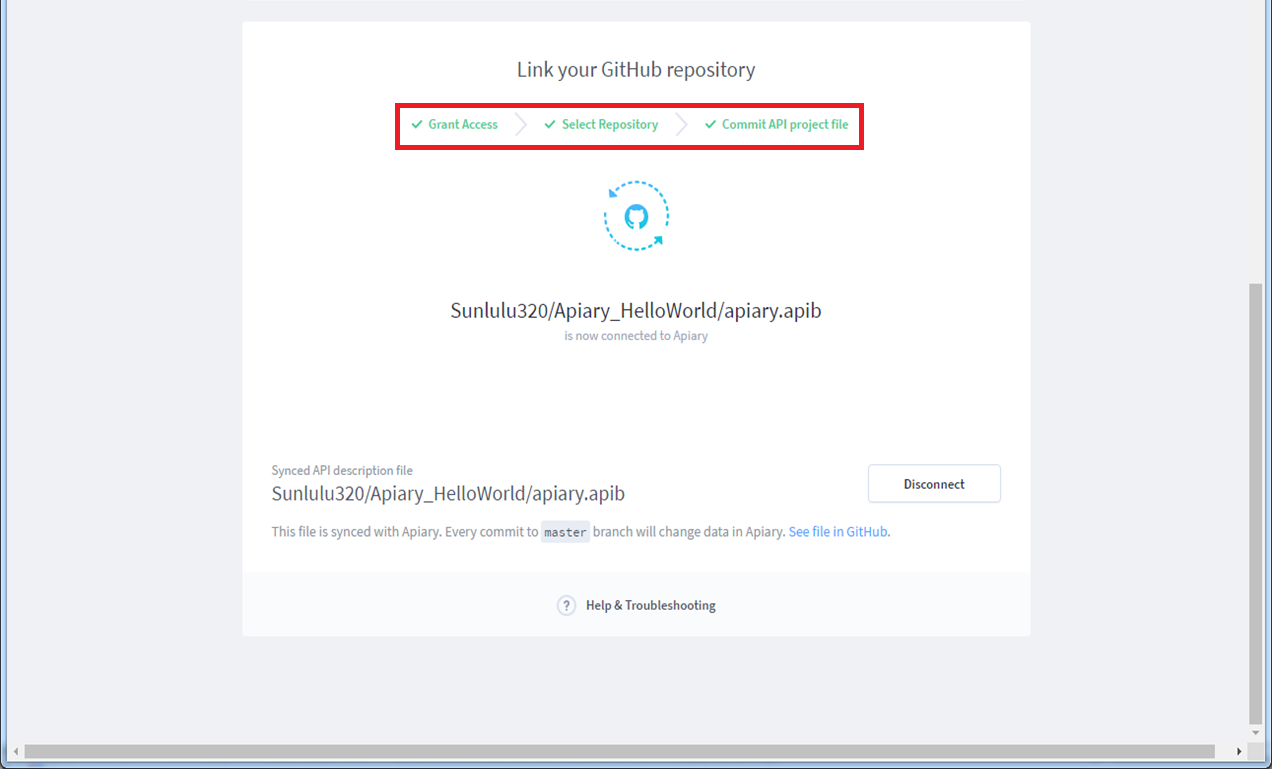 Link your GitHub repository
Grant Access
Select Repository
Commit API project file
Sunlulu320/Apiary_HelloWorld/apiary.apib
is now connected to Apiary
Synced API description file
Sunlulu320/Apiary_HelloWorld/apiary.apib
Disconnect
This file is synced with Apiary. Every commit to master branch will change data in Apiary. See file in GitHub.
? Help & Troubleshooting